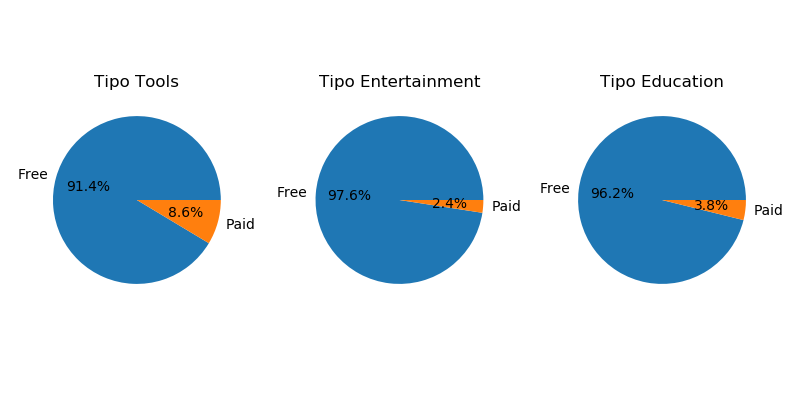 Tipo Tools
Free
91.4%
8.6%
Paid
Tipo Entertainment
Free
97.6%
2.4%
Paid
Tipo Education
Free
96.2%
3.8%
Paid